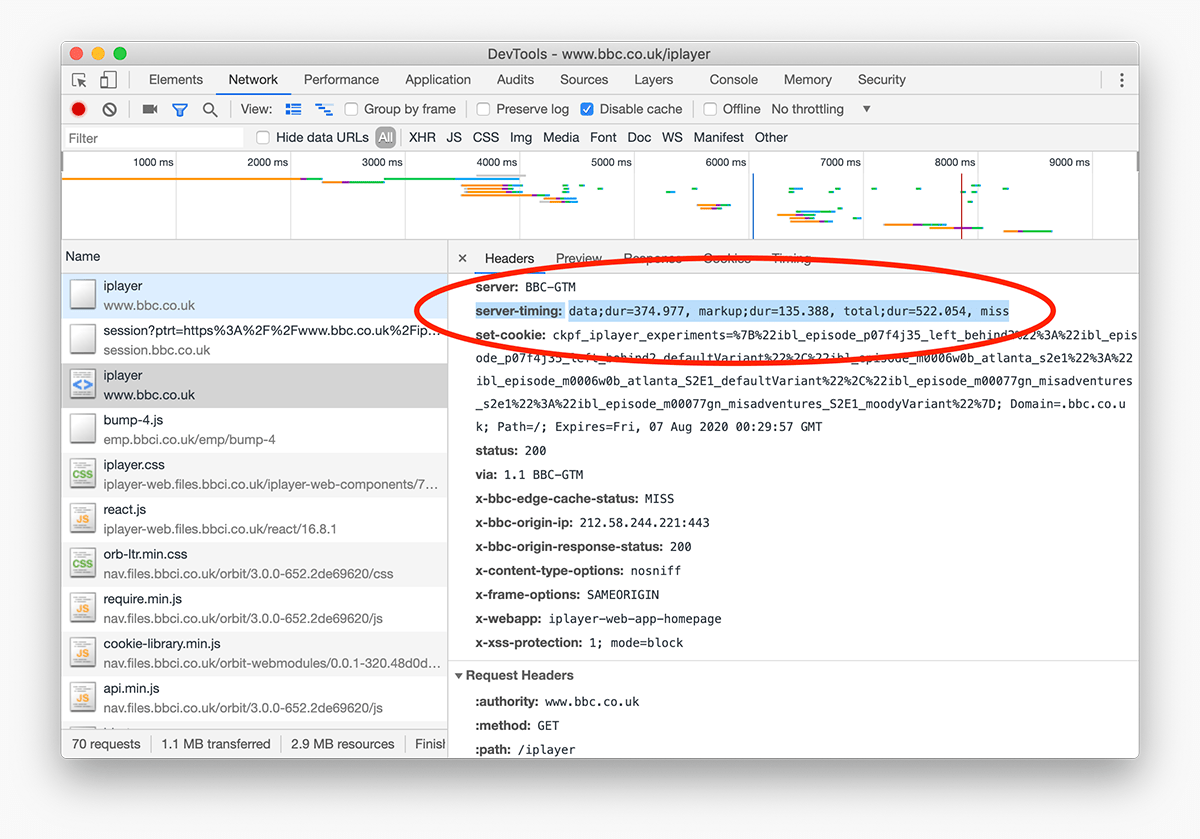 DevTools - www.bbc.co.uk/iplayer
Elements Network Performance Application Audits Sources Layers Console Memory Security
View: Group by frame Preserve log Disable cache Offline No throttling
Filter Hide data URLs All XHR JS CSS Img Media Font Doc WS Manifest Other
1000 ms 2000 ms 3000 ms 4000 ms 5000 ms 6000 ms 7000 ms 8000 ms 9000 ms
Name
iplayer
www.bbc.co.uk
session?ptrt=https%3A%2F%2Fwww.bbc.co.uk%2Fip...
session.bbc.co.uk
iplayer
www.bbc.co.uk
bump-4.js
emp.bbci.co.uk/emp/bump-4
iplayer.css
iplayer-web.files.bbci.co.uk/iplayer-web-components/7...
react.js
iplayer-web.files.bbci.co.uk/react/16.8.1
orb-ltr.min.css
nav.files.bbci.co.uk/orbit/3.0.0-652.2de69620/css
require.min.js
nav.files.bbci.co.uk/orbit/3.0.0-652.2de69620/js
cookie-library.min.js
nav.files.bbci.co.uk/orbit-webmodules/0.0.1-320.48d0d...
api.min.js
nav.files.bbci.co.uk/orbit/3.0.0-652.2de69620/js
70 requests 1.1 MB transferred 2.9 MB resources Finish
× Headers Preview Response Cookies Timing
server: BBC-GTM
server-timing: data;dur=374.977, markup;dur=135.388, total;dur=522.054, miss
set-cookie: ckpf_iplayer_experiments=%7B%22ibl_episode_p07f4j35_left_behind2%22%3A%22ibl_epis
ode_p07f4j35_left_behind2_defaultVariant%22%2C%22ibl_episode_m0006w0b_atlanta_s2e1%22%3A%22
ibl_episode_m0006w0b_atlanta_S2E1_defaultVariant%22%2C%22ibl_episode_m00077gn_misadventures
_s2e1%22%3A%22ibl_episode_m00077gn_misadventures_S2E1_moodyVariant%22%7D; Domain=.bbc.co.u
k; Path=/; Expires=Fri, 07 Aug 2020 00:29:57 GMT
status: 200
via: 1.1 BBC-GTM
x-bbc-edge-cache-status: MISS
x-bbc-origin-ip: 212.58.244.221:443
x-bbc-origin-response-status: 200
x-content-type-options: nosniff
x-frame-options: SAMEORIGIN
x-webapp: iplayer-web-app-homepage
x-xss-protection: 1; mode=block
Request Headers
:authority: www.bbc.co.uk
:method: GET
:path: /iplayer